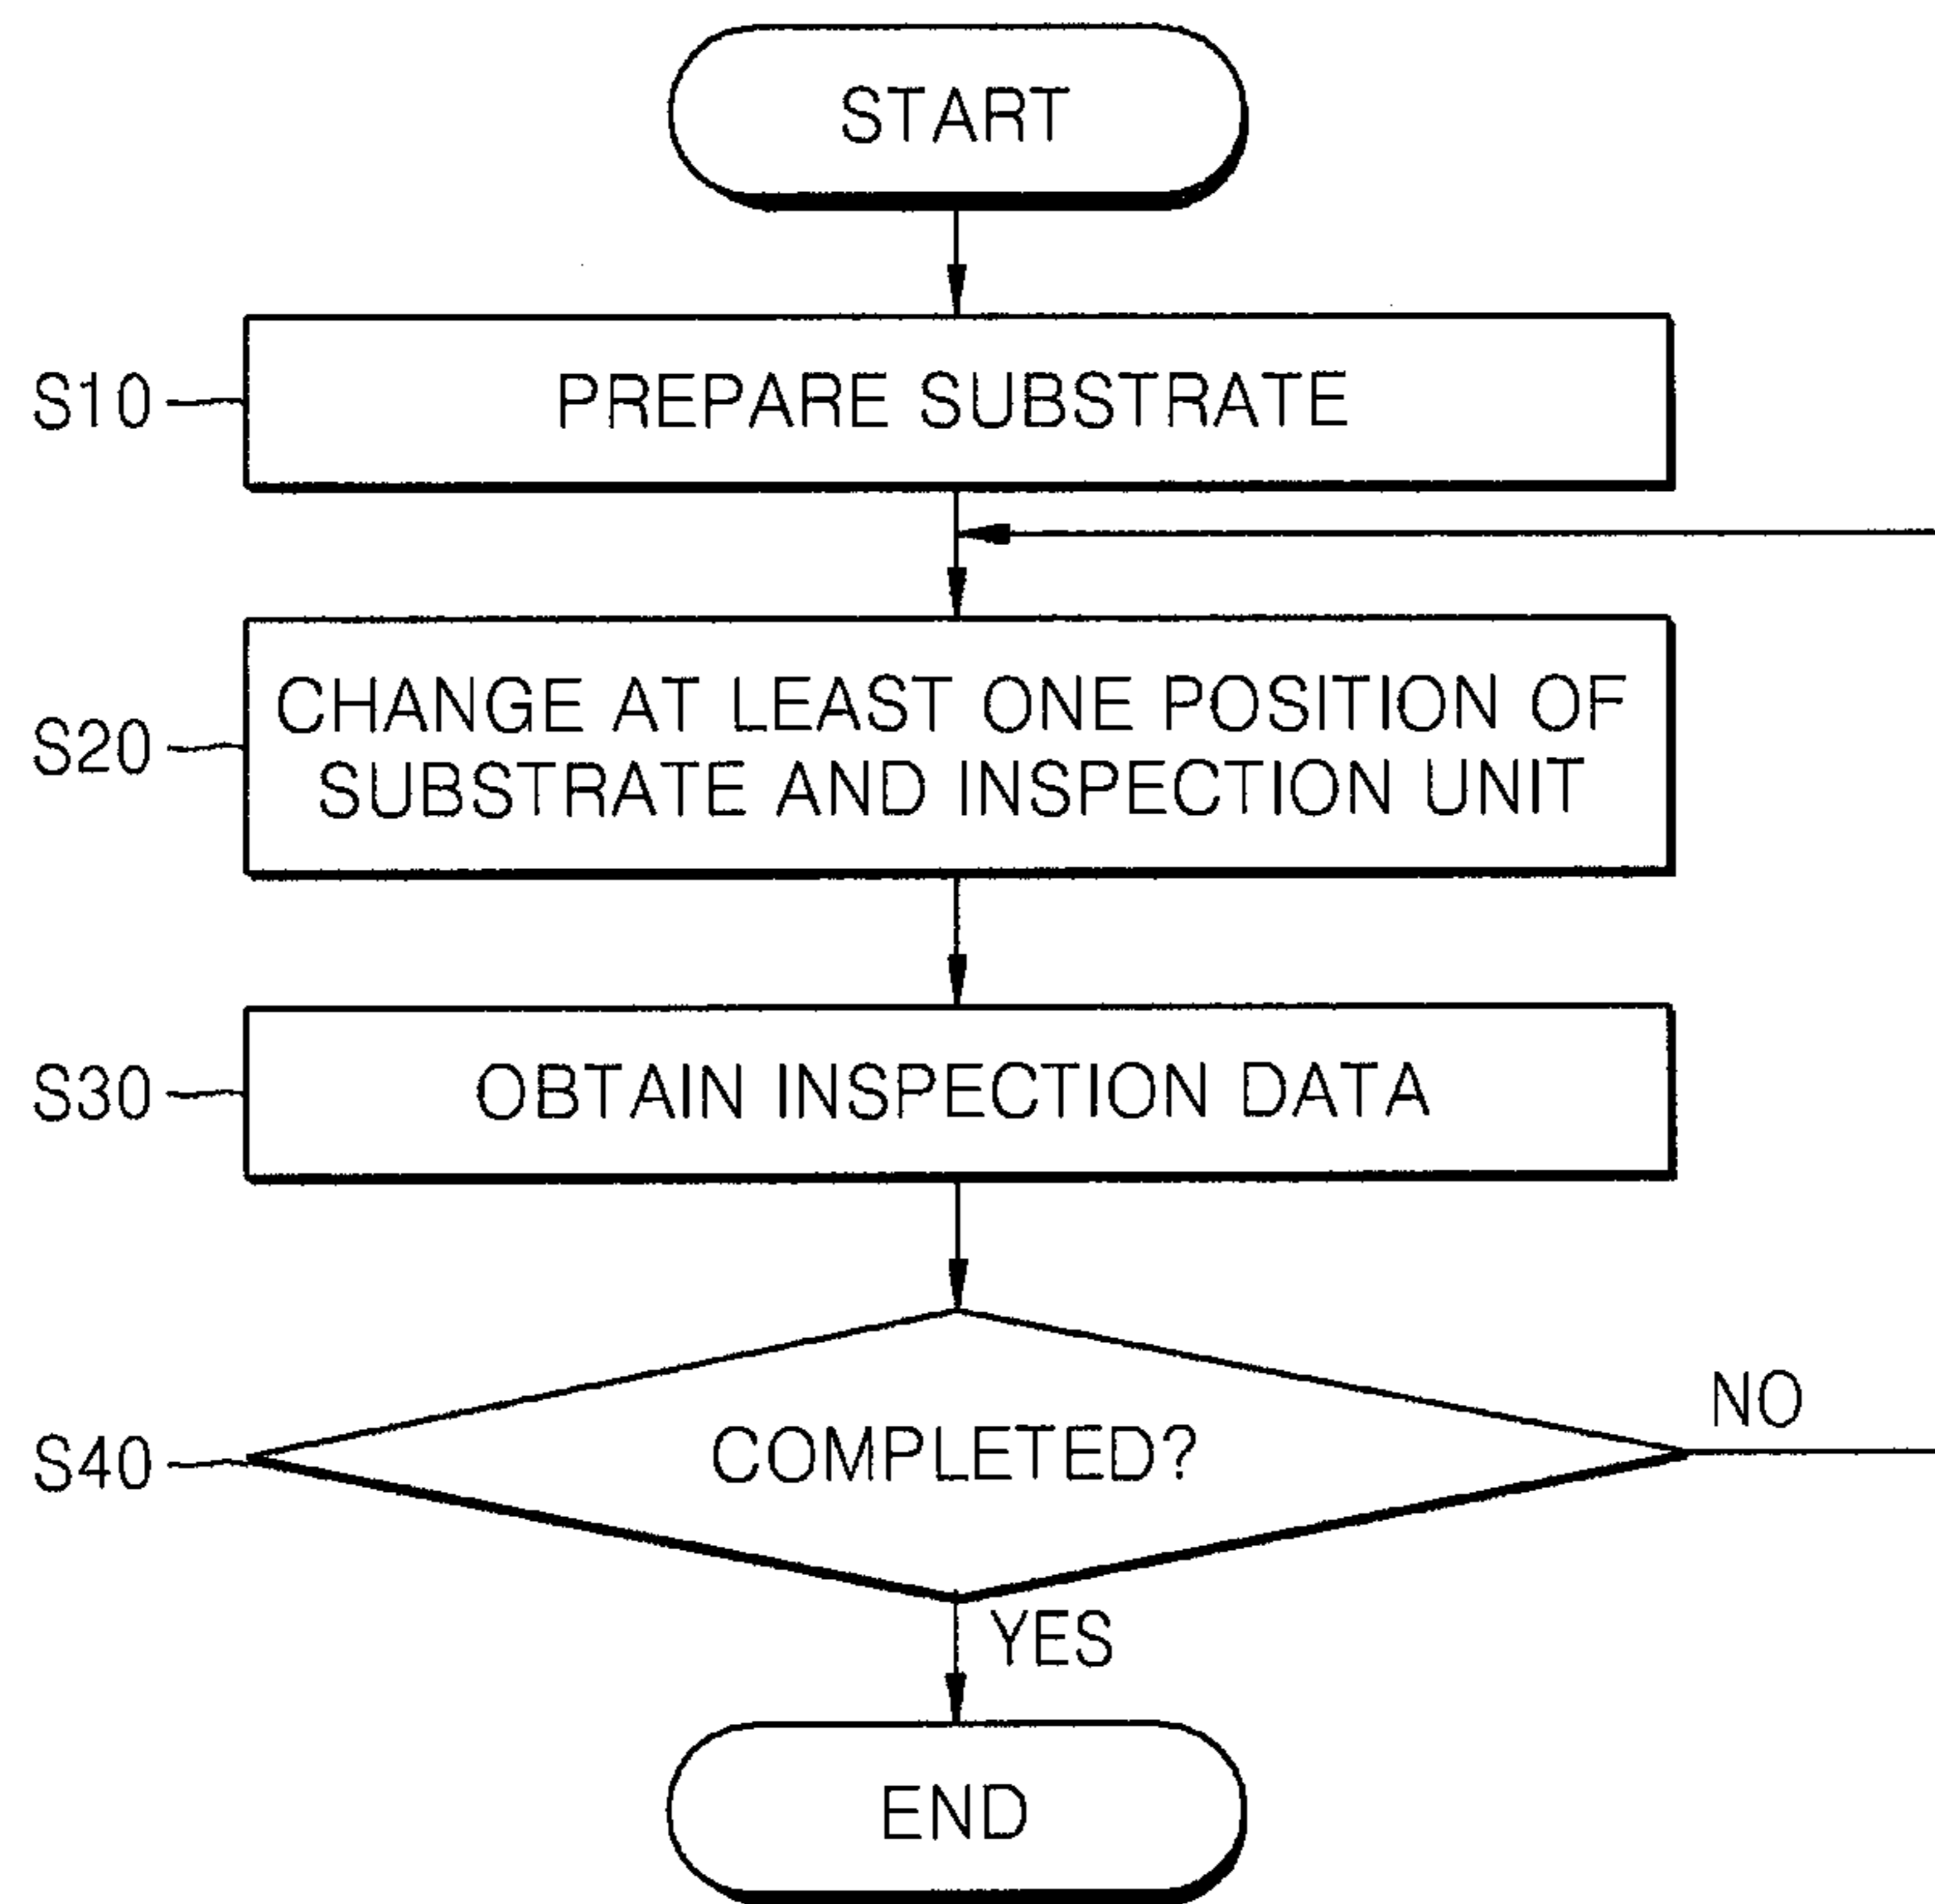 START
S10
PREPARE SUBSTRATE
S20
CHANGE AT LEAST ONE POSITION OF
SUBSTRATE AND INSPECTION UNIT
S30
OBTAIN INSPECTION DATA
S40
COMPLETED?
NO
YES
END